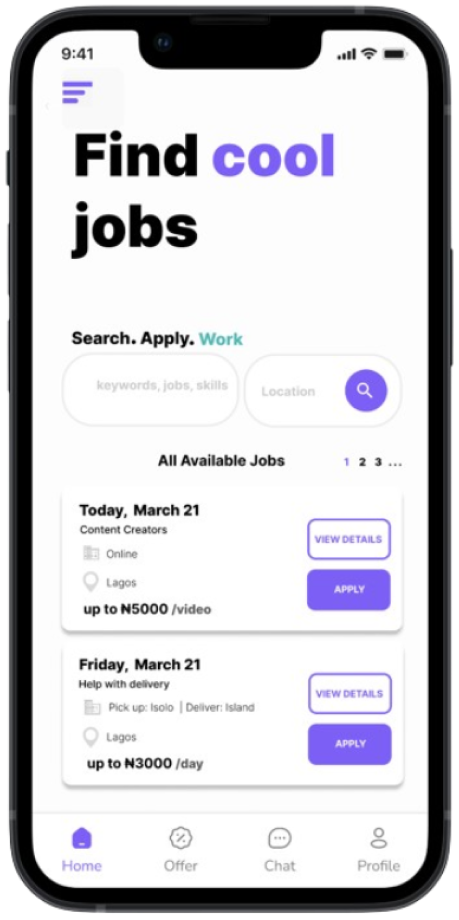 9:41
Find cool
jobs
Search. Apply. Work
keywords, jobs, skills
Location
All Available Jobs 1 2 3 ...
Today, March 21
Content Creators
VIEW DETAILS
Online
Lagos
APPLY
up to ₦5000 /video
Friday, March 21
Help with delivery
VIEW DETAILS
Pick up: Isolo | Deliver: Island
Lagos
APPLY
up to ₦3000 /day
Home Offer Chat Profile